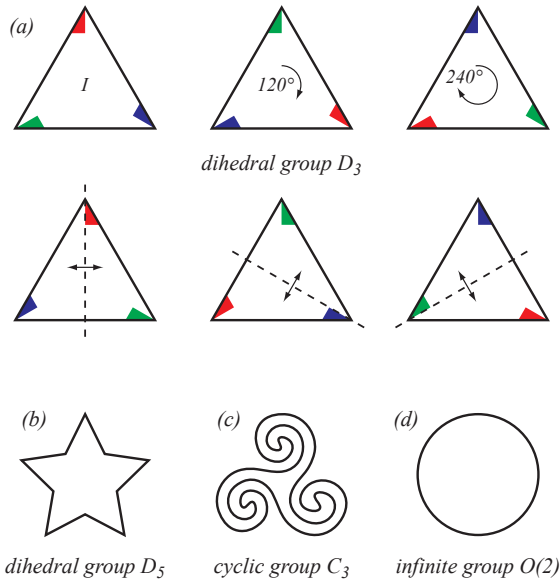 (a)
I
120°
240°
dihedral group D₃
(b)
(c)
(d)
dihedral group D₅
cyclic group C₃
infinite group O(2)